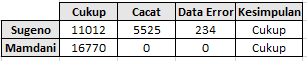 Cukup Cacat Data Error Kesimpulan
Sugeno 11012 5525 234 Cukup
Mamdani 16770 0 0 Cukup